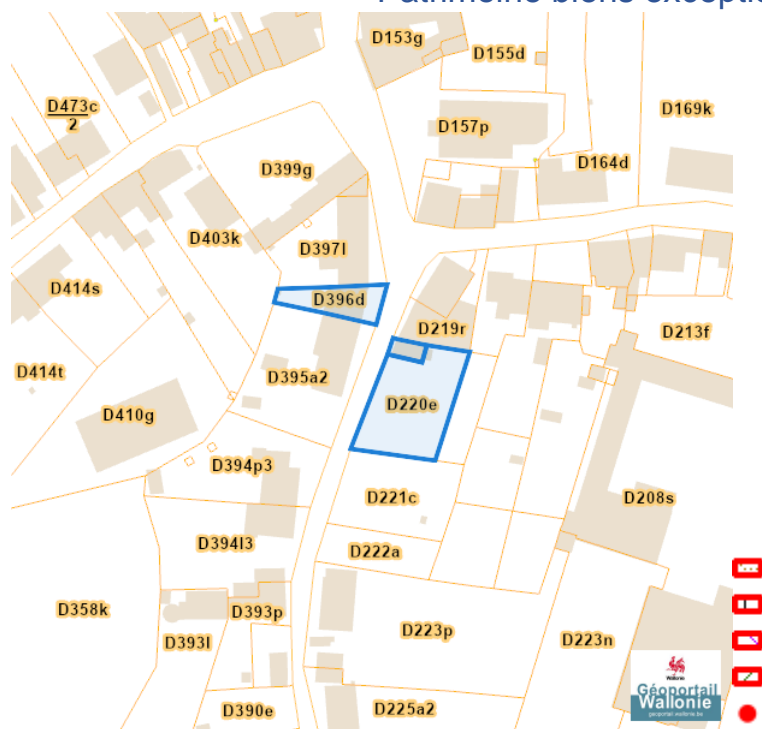 Patrimoine biens exceptio
D153g
D155d
D473c
2
D169k
D157p
D399g
D164d
D403k
D397l
D414s
D396d
D219r
D213f
D414t
D395a2
D220e
D410g
D394p3
D221c
D208s
D394l3
D222a
D358k
D393p
D393l
D223p
D223n
D390e
D225a2
Wallonie
Géoportail
Wallonie
geoportail.wallonie.be